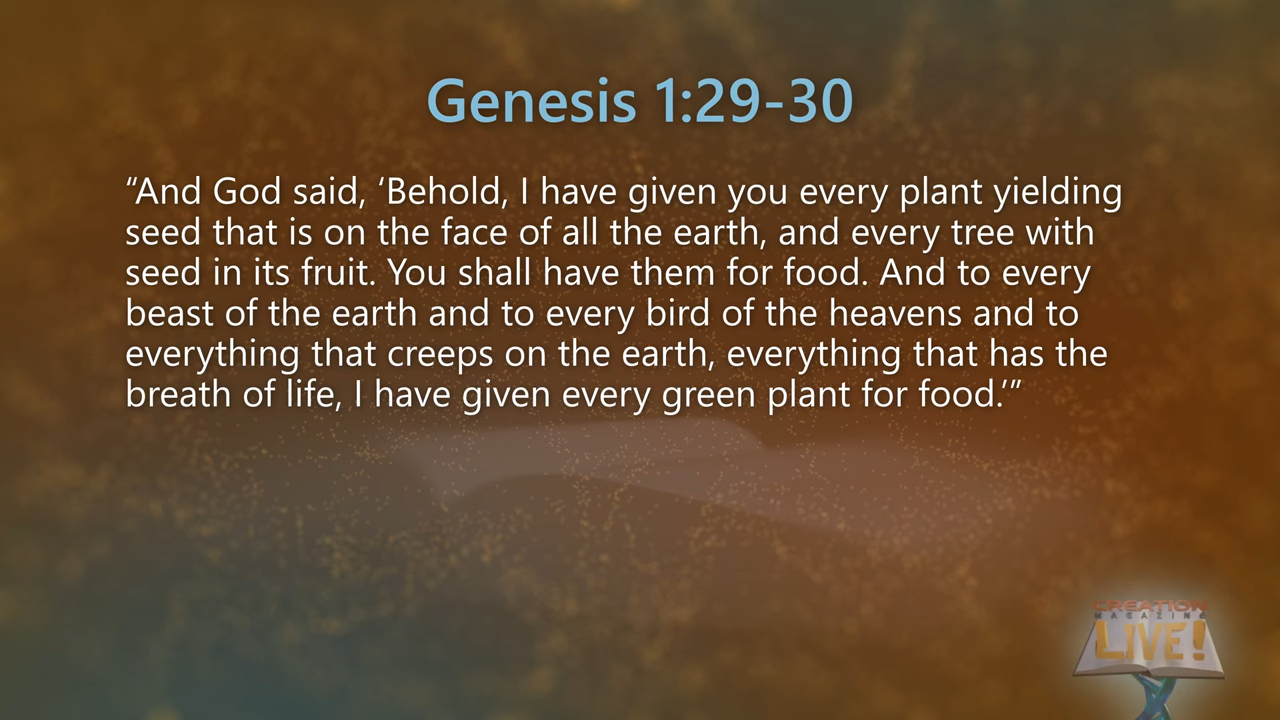 Genesis 1:29-30
“And God said, ‘Behold, I have given you every plant yielding
seed that is on the face of all the earth, and every tree with
seed in its fruit. You shall have them for food. And to every
beast of the earth and to every bird of the heavens and to
everything that creeps on the earth, everything that has the
breath of life, I have given every green plant for food.’”
CREATION
MAGAZINE
LIVE!